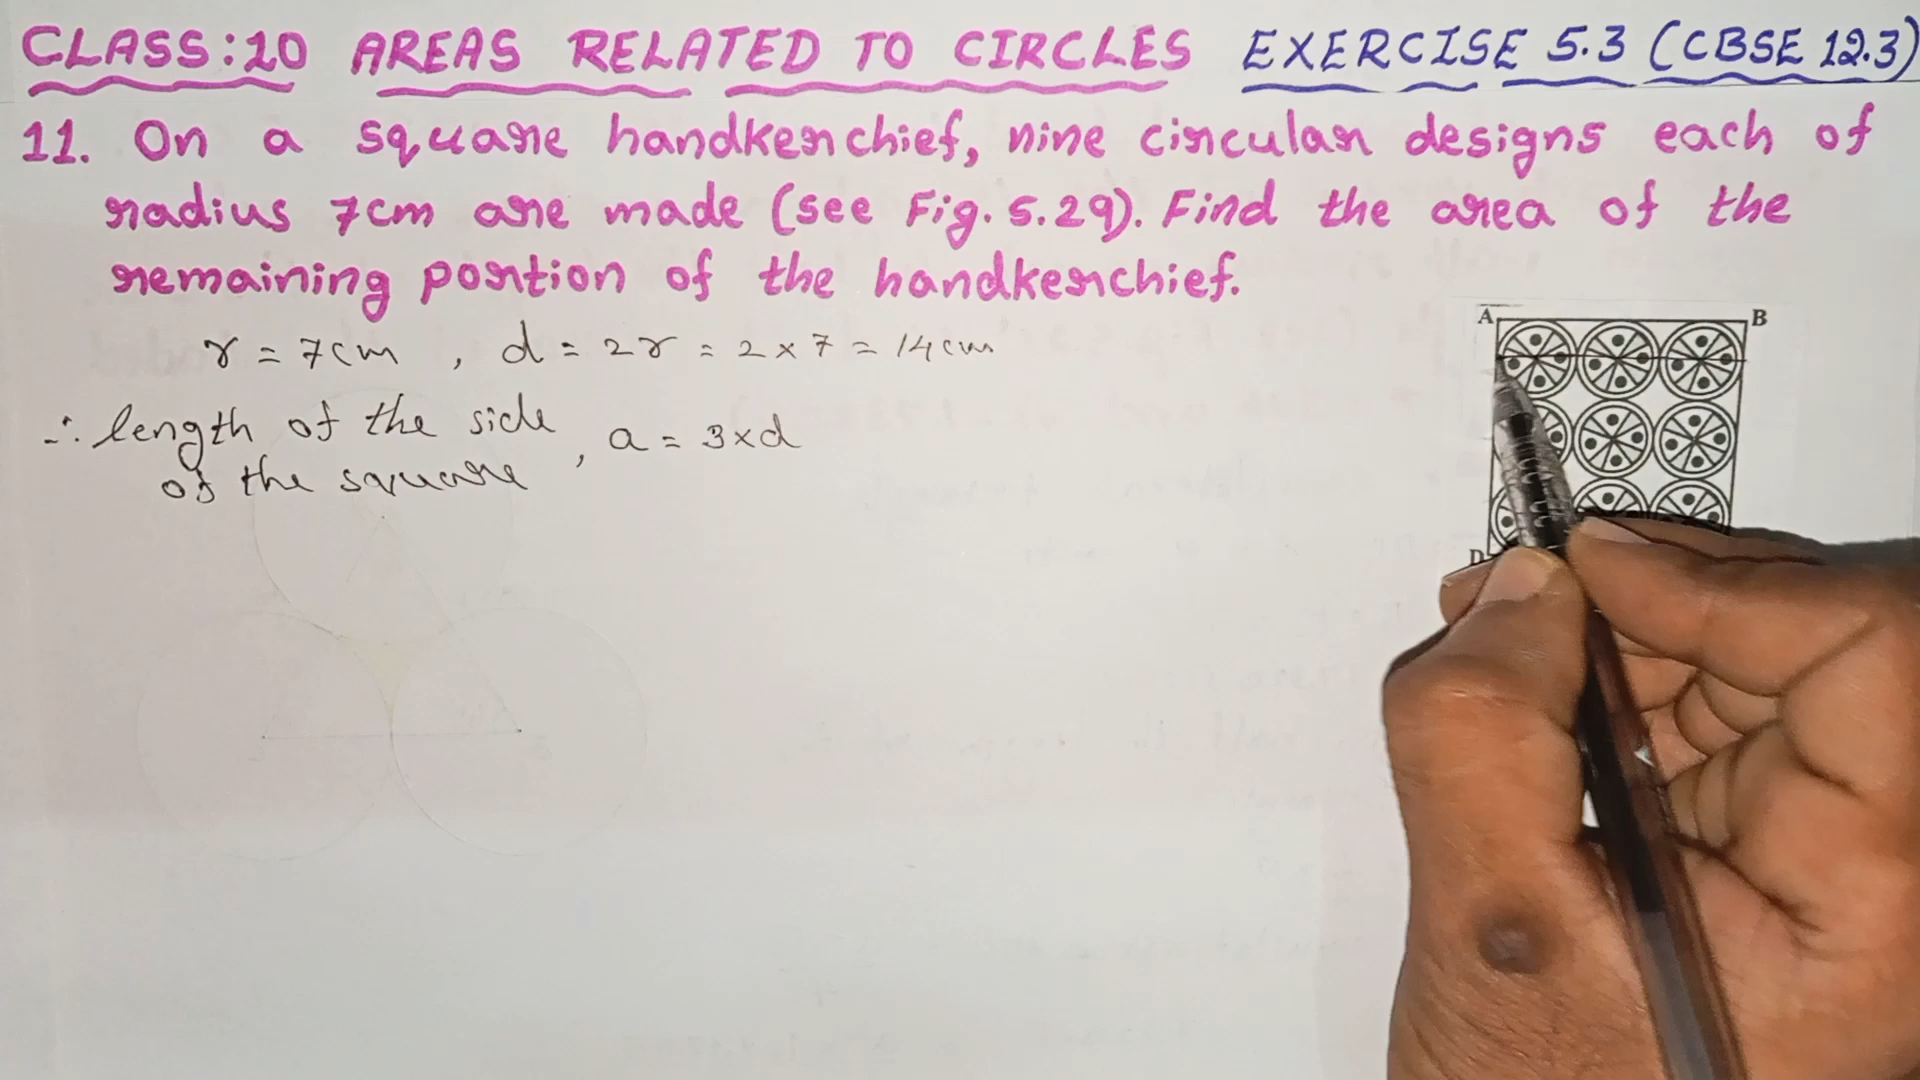 CLASS:10 AREAS RELATED TO CIRCLES EXERCISE 5.3 (CBSE 12.3)
11. On a square handkerchief, nine circular designs each of
radius 7cm are made (see Fig. 5.29). Find the area of the
remaining portion of the handkerchief.
r = 7cm , d = 2r = 2 × 7 = 14cm
∴ length of the side
of the square , a = 3×d
A B
D